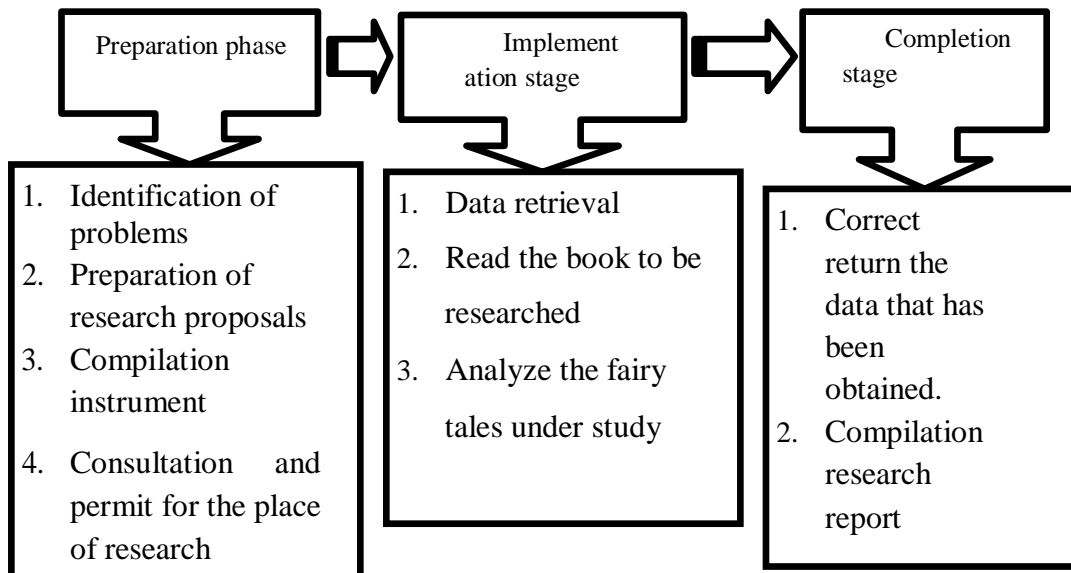 Preparation phase
Implement
ation stage
Completion
stage
1. Identification of
problems
2. Preparation of
research proposals
3. Compilation
instrument
4. Consultation and
permit for the place
of research
1. Data retrieval
2. Read the book to be
researched
3. Analyze the fairy
tales under study
1. Correct
return the
data that has
been
obtained.
2. Compilation
research
report